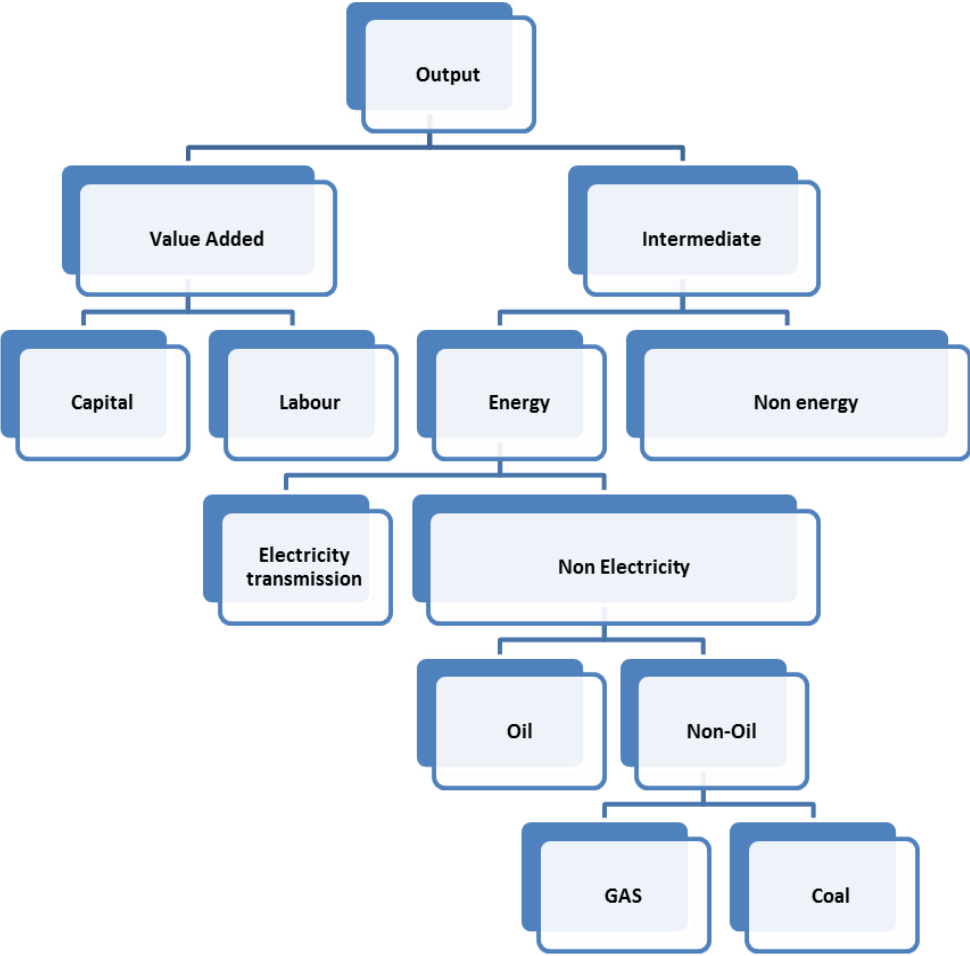 Output
Value Added
Intermediate
Capital
Labour
Energy
Non energy
Electricity
transmission
Non Electricity
Oil
Non-Oil
GAS
Coal